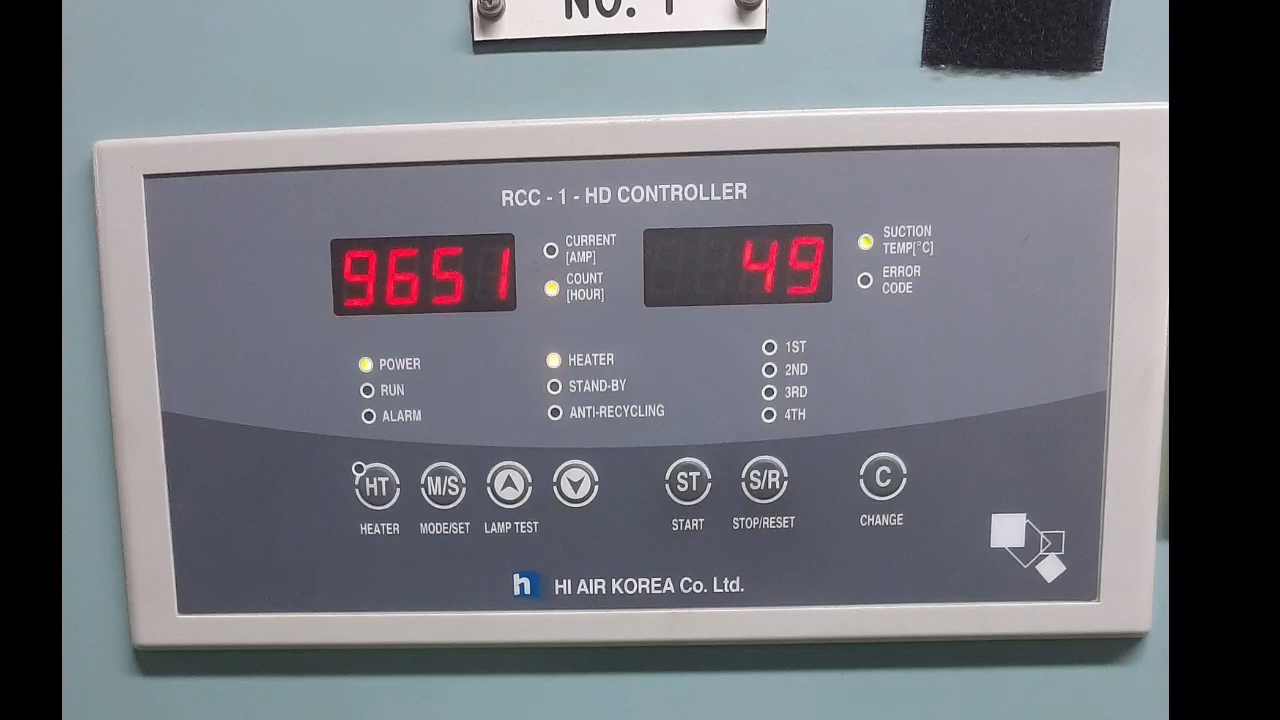 NO. 1
RCC - 1 - HD CONTROLLER
9651
CURRENT
[AMP]
COUNT
[HOUR]
49
SUCTION
TEMP[°C]
ERROR
CODE
POWER
RUN
ALARM
HEATER
STAND-BY
ANTI-RECYCLING
1ST
2ND
3RD
4TH
HT
M/S
ST
S/R
C
HEATER
MODE/SET
LAMP TEST
START
STOP/RESET
CHANGE
h HI AIR KOREA Co. Ltd.